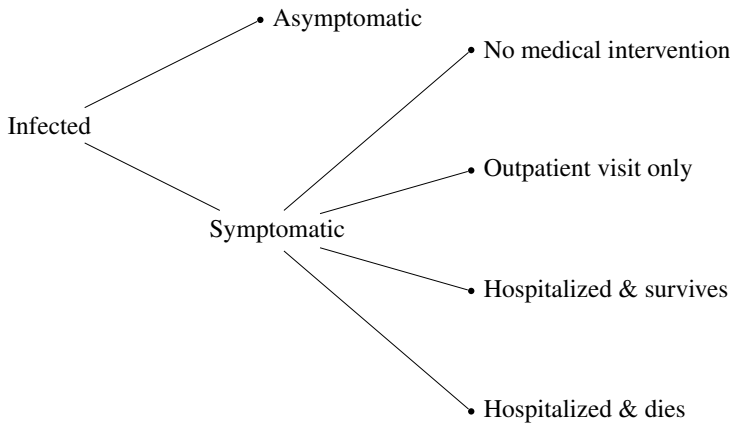 Asymptomatic
No medical intervention
Infected
Outpatient visit only
Symptomatic
Hospitalized & survives
Hospitalized & dies